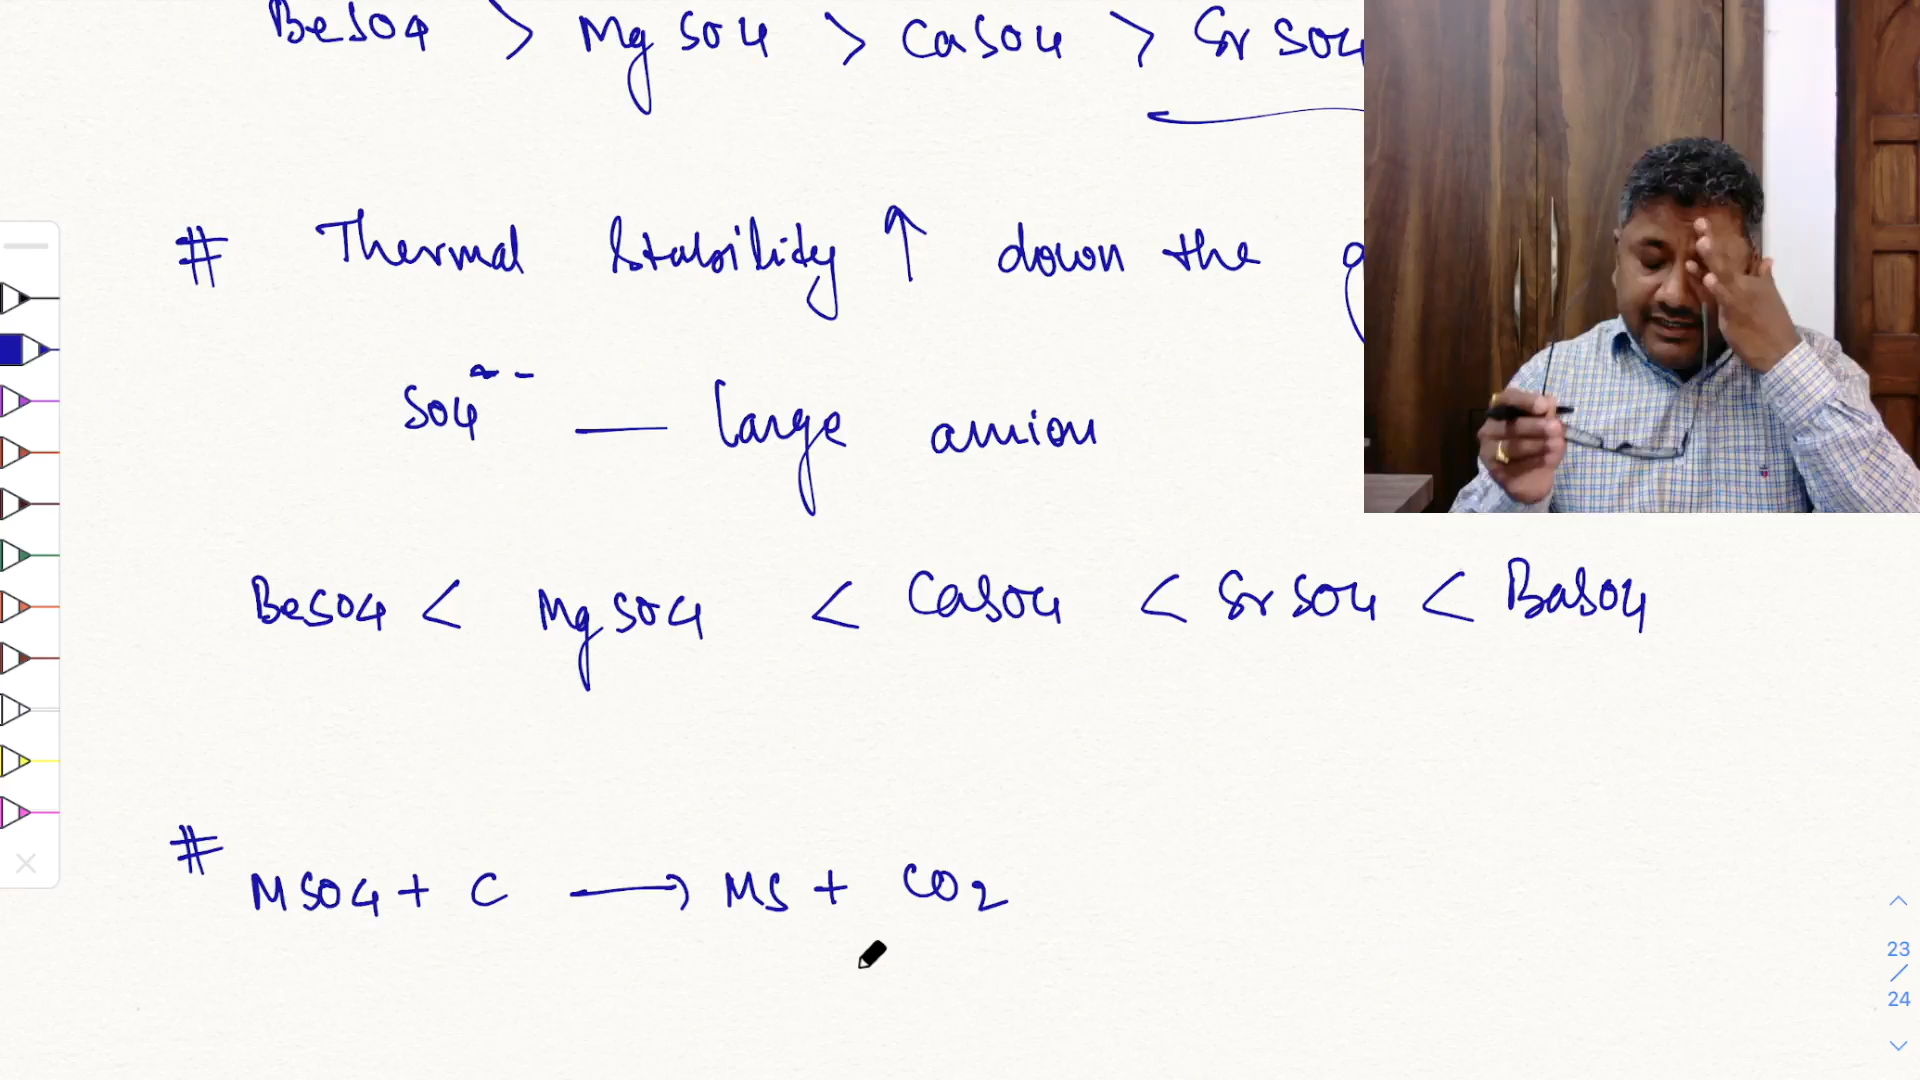 BeSO4 > MgSO4 > CaSO4 > SrSO4
# Thermal Stability ↑ down the
SO4-- — large anion
BeSO4 < MgSO4 < CaSO4 < SrSO4 < BaSO4
#
MSO4 + C ⟶ MS + CO2
23
/
24